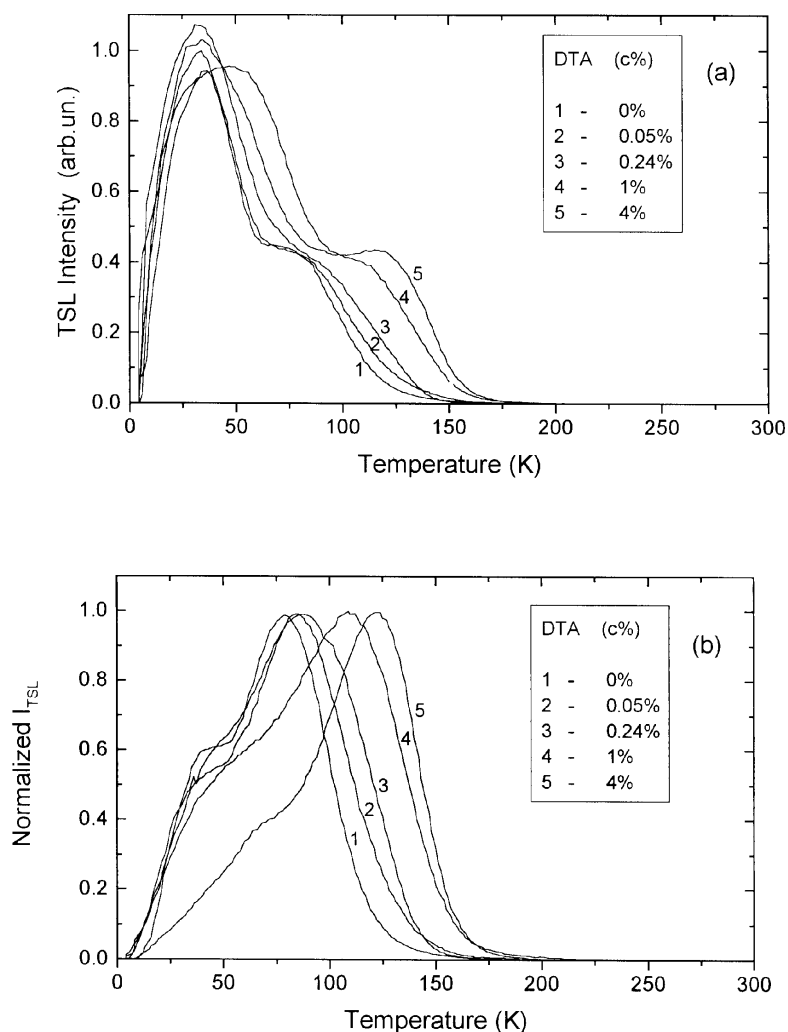 (a)
DTA (c%)
1 - 0%
2 - 0.05%
3 - 0.24%
4 - 1%
5 - 4%
TSL Intensity (arb.un.)
1.0
0.8
0.6
0.4
0.2
0.0
5
4
3
2
1
0 50 100 150 200 250 300
Temperature (K)
(b)
DTA (c%)
1 - 0%
2 - 0.05%
3 - 0.24%
4 - 1%
5 - 4%
Normalized I_TSL
1.0
0.8
0.6
0.4
0.2
0.0
5
4
3
2
1
0 50 100 150 200 250 300
Temperature (K)